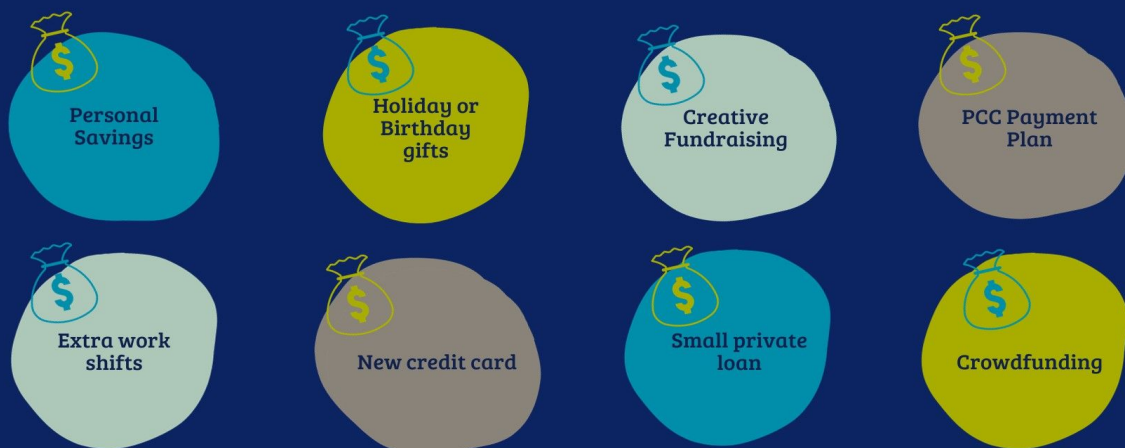 Personal
Savings
Holiday or
Birthday
gifts
Creative
Fundraising
PCC Payment
Plan
Extra work
shifts
New credit card
Small private
loan
Crowdfunding